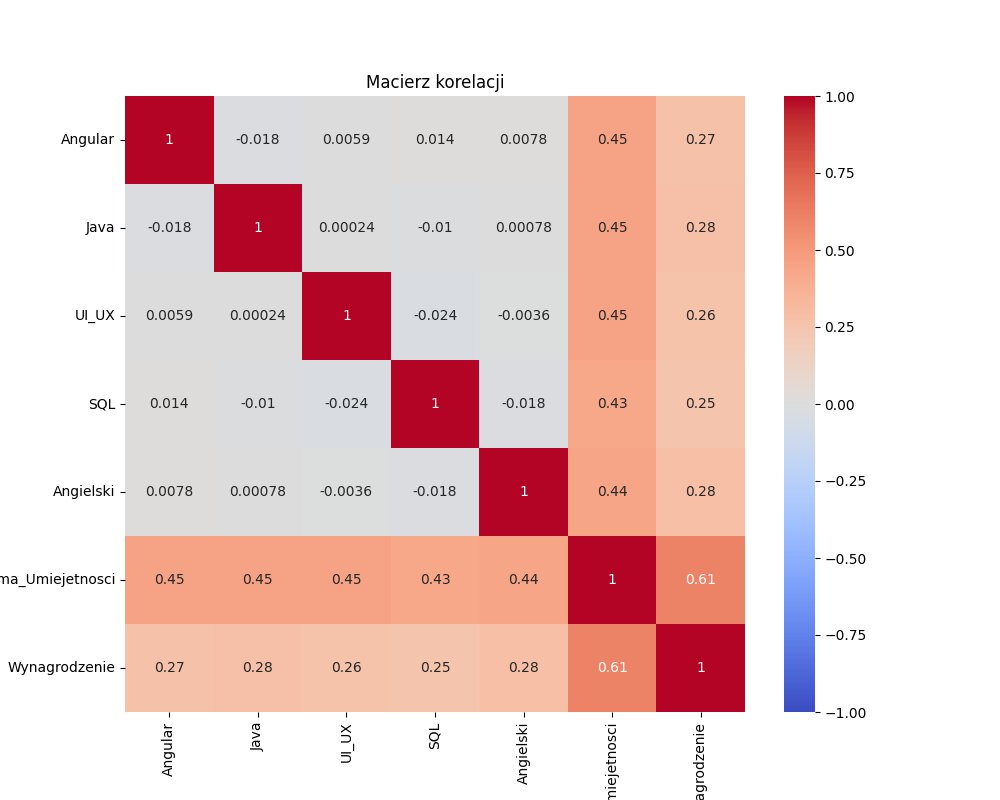 Macierz korelacji
Angular 1 -0.018 0.0059 0.014 0.0078 0.45 0.27
Java -0.018 1 0.00024 -0.01 0.00078 0.45 0.28
UI_UX 0.0059 0.00024 1 -0.024 -0.0036 0.45 0.26
SQL 0.014 -0.01 -0.024 1 -0.018 0.43 0.25
Angielski 0.0078 0.00078 -0.0036 -0.018 1 0.44 0.28
ma_Umiejetnosci 0.45 0.45 0.45 0.43 0.44 1 0.61
Wynagrodzenie 0.27 0.28 0.26 0.25 0.28 0.61 1
Angular
Java
UI_UX
SQL
Angielski
miejetnosci
agrodzenie
1.00
0.75
0.50
0.25
0.00
−0.25
−0.50
−0.75
−1.00